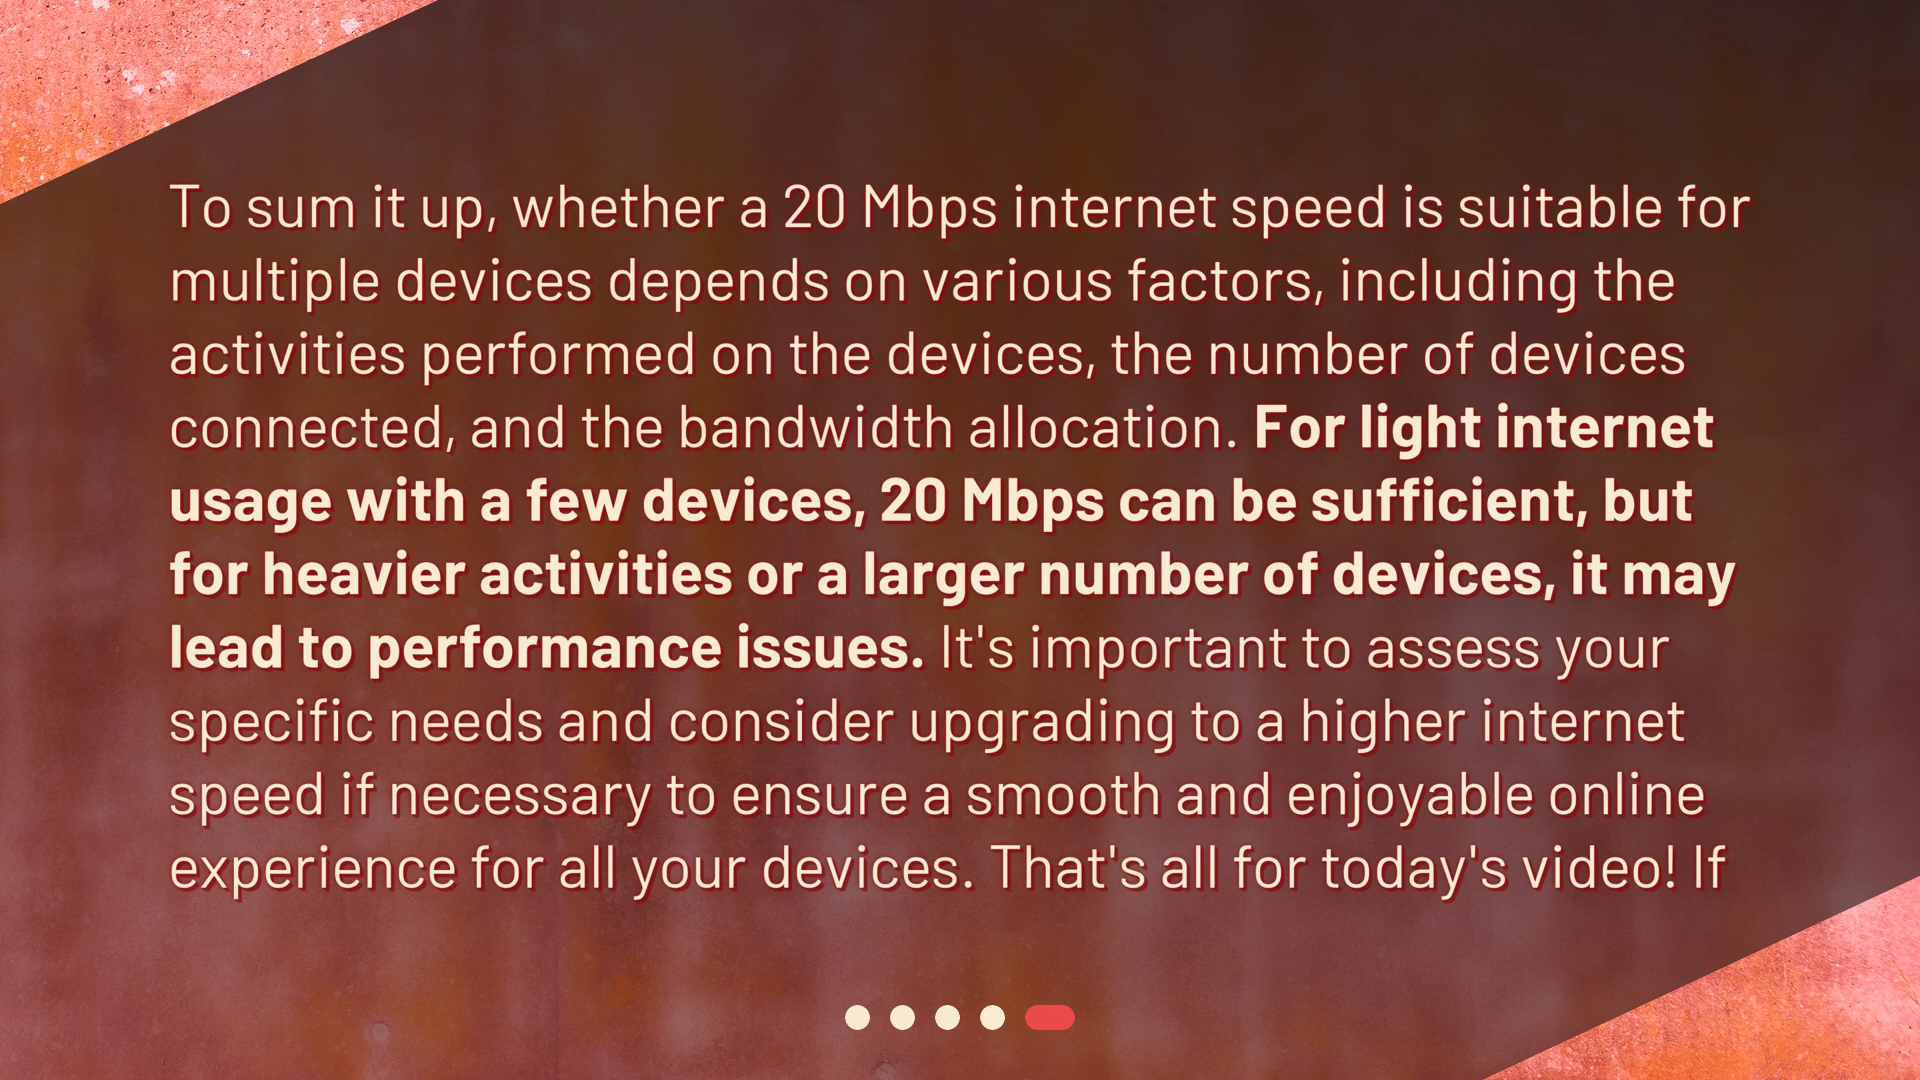 To sum it up, whether a 20 Mbps internet speed is suitable for
multiple devices depends on various factors, including the
activities performed on the devices, the number of devices
connected, and the bandwidth allocation. For light internet
usage with a few devices, 20 Mbps can be sufficient, but
for heavier activities or a larger number of devices, it may
lead to performance issues. It's important to assess your
specific needs and consider upgrading to a higher internet
speed if necessary to ensure a smooth and enjoyable online
experience for all your devices. That's all for today's video! If